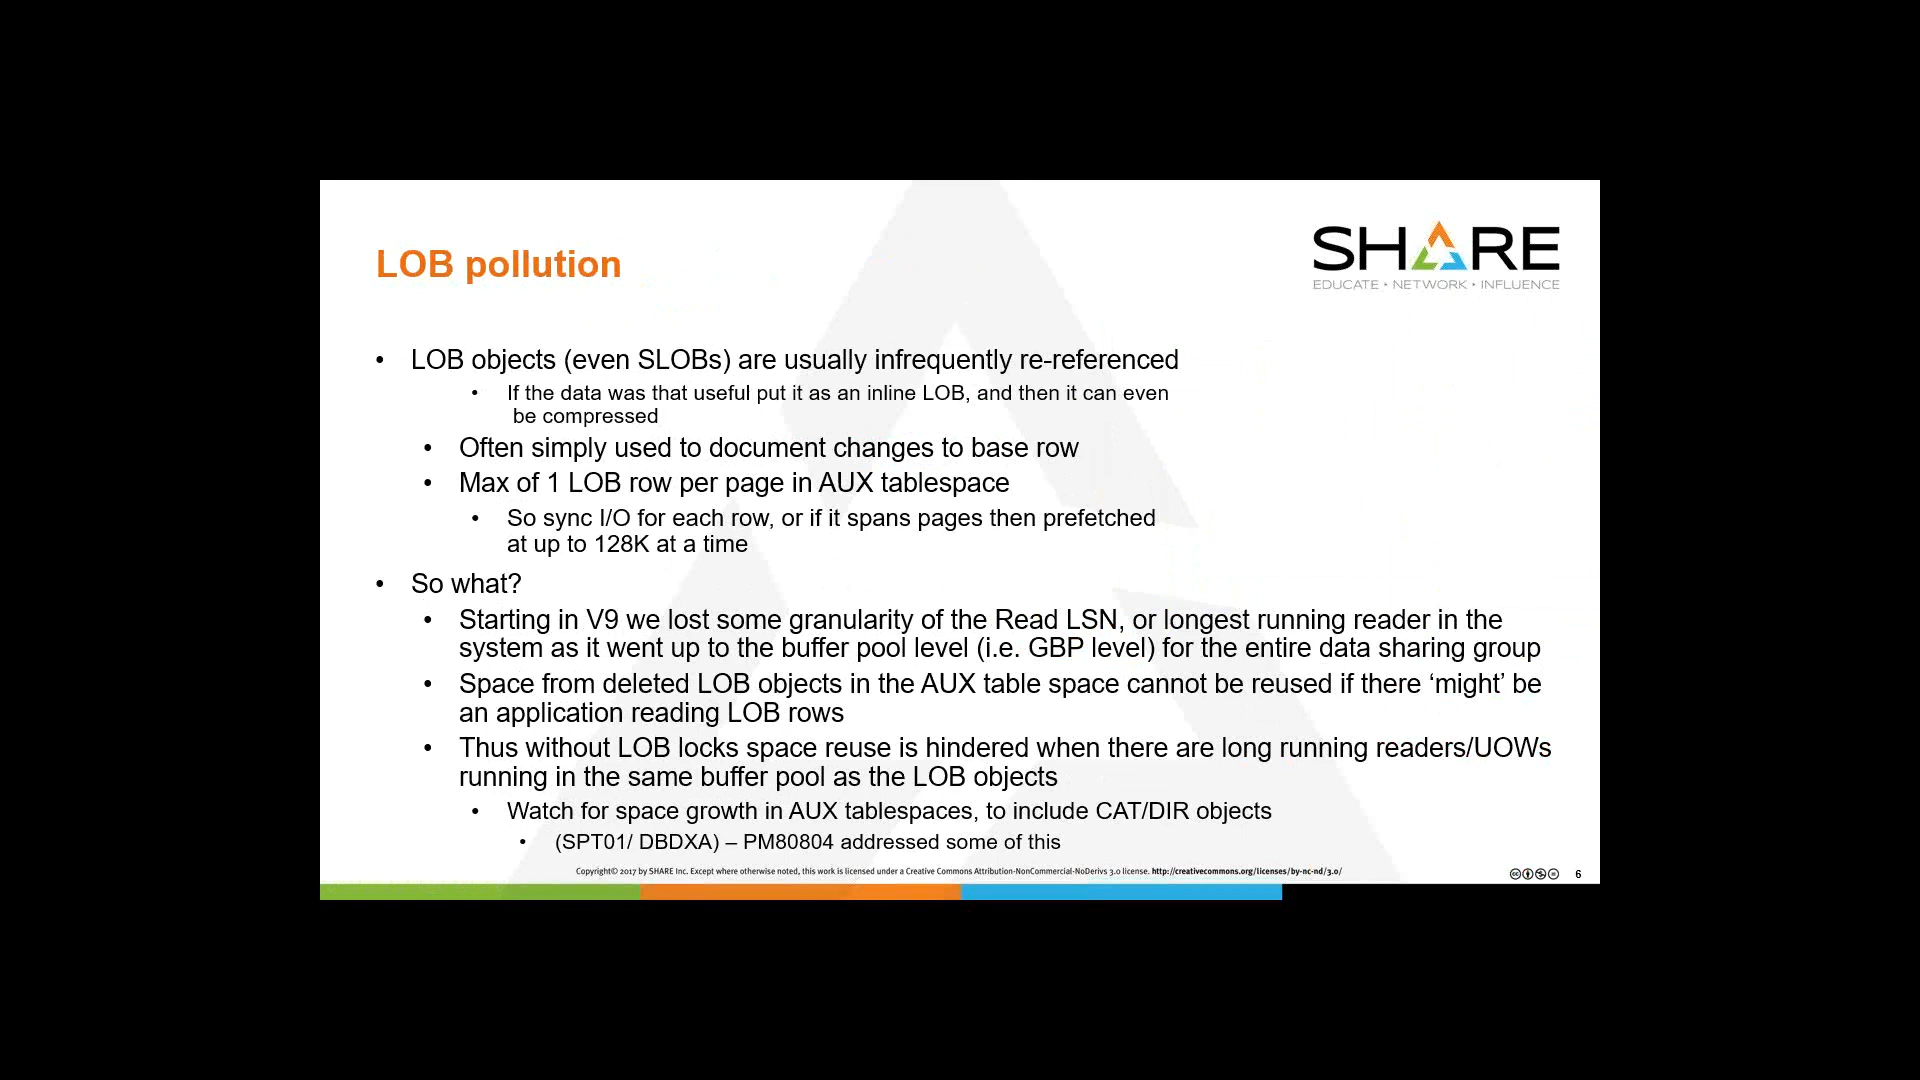 LOB pollution
SHARE
EDUCATE • NETWORK • INFLUENCE
• LOB objects (even SLOBs) are usually infrequently re-referenced
• If the data was that useful put it as an inline LOB, and then it can even
be compressed
• Often simply used to document changes to base row
• Max of 1 LOB row per page in AUX tablespace
• So sync I/O for each row, or if it spans pages then prefetched
at up to 128K at a time
• So what?
• Starting in V9 we lost some granularity of the Read LSN, or longest running reader in the
system as it went up to the buffer pool level (i.e. GBP level) for the entire data sharing group
• Space from deleted LOB objects in the AUX table space cannot be reused if there ‘might’ be
an application reading LOB rows
• Thus without LOB locks space reuse is hindered when there are long running readers/UOWs
running in the same buffer pool as the LOB objects
• Watch for space growth in AUX tablespaces, to include CAT/DIR objects
• (SPT01/ DBDXA) – PM80804 addressed some of this
Copyright© 2017 by SHARE Inc. Except where otherwise noted, this work is licensed under a Creative Commons Attribution-NonCommercial-NoDerivs 3.0 license. http://creativecommons.org/licenses/by-nc-nd/3.0/
6